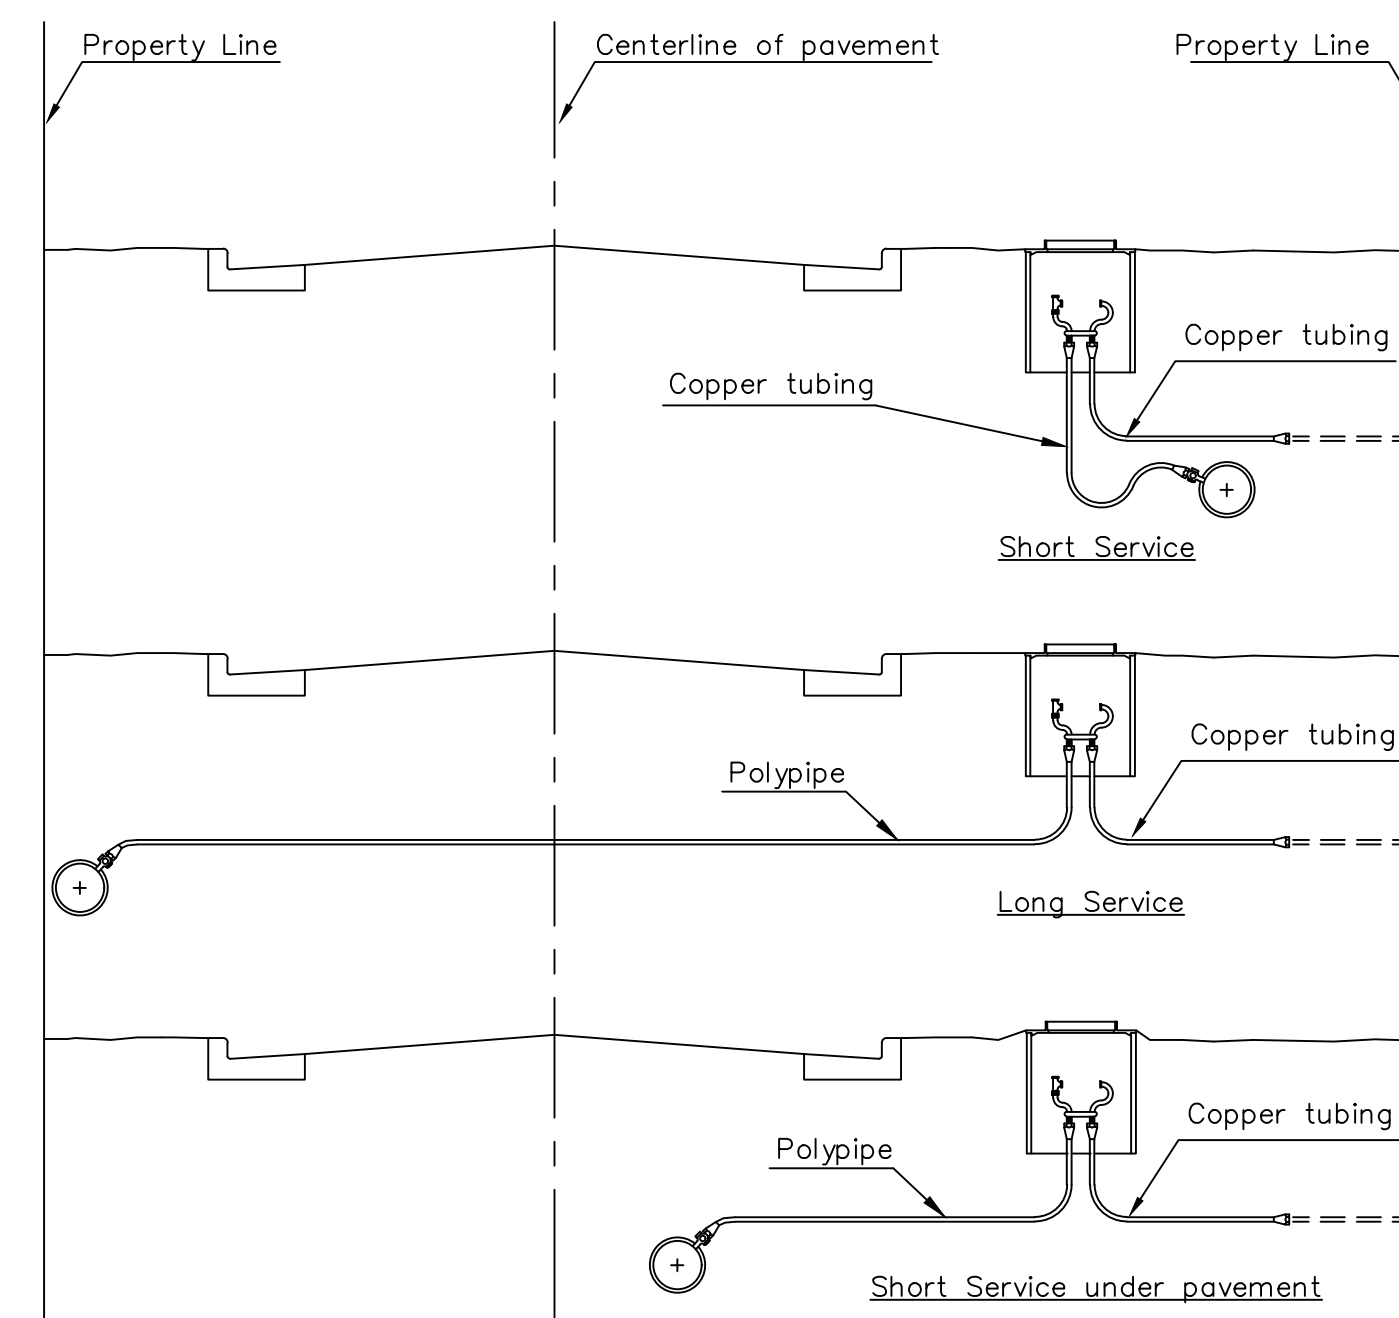 Property Line
Centerline of pavement
Property Line
Copper tubing
Copper tubing
Short Service
Copper tubing
Polypipe
Long Service
Copper tubing
Polypipe
Short Service under pavement